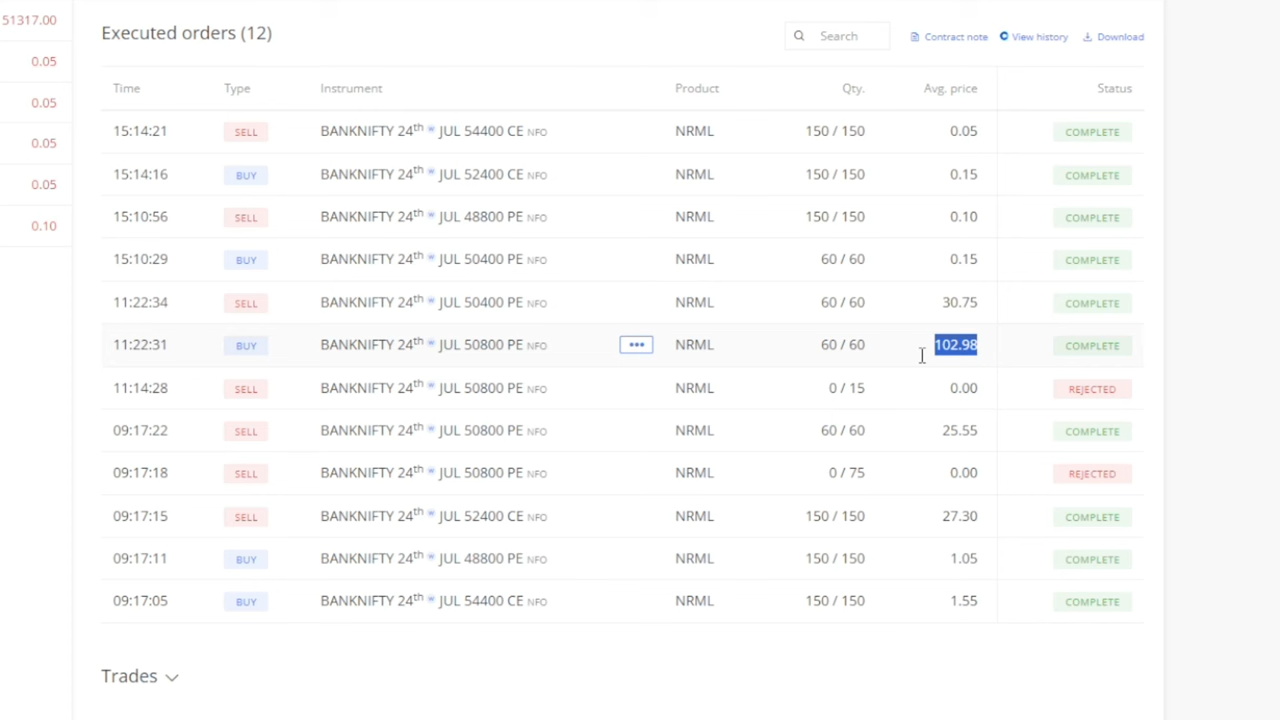 51317.00
0.05
0.05
0.05
0.05
0.10
Executed orders (12)
Search
Contract note
View history
Download
Time Type Instrument Product Qty. Avg. price Status
15:14:21 SELL BANKNIFTY 24th w JUL 54400 CE NFO NRML 150 / 150 0.05 COMPLETE
15:14:16 BUY BANKNIFTY 24th w JUL 52400 CE NFO NRML 150 / 150 0.15 COMPLETE
15:10:56 SELL BANKNIFTY 24th w JUL 48800 PE NFO NRML 150 / 150 0.10 COMPLETE
15:10:29 BUY BANKNIFTY 24th w JUL 50400 PE NFO NRML 60 / 60 0.15 COMPLETE
11:22:34 SELL BANKNIFTY 24th w JUL 50400 PE NFO NRML 60 / 60 30.75 COMPLETE
11:22:31 BUY BANKNIFTY 24th w JUL 50800 PE NFO ••• NRML 60 / 60 102.98 COMPLETE
11:14:28 SELL BANKNIFTY 24th w JUL 50800 PE NFO NRML 0 / 15 0.00 REJECTED
09:17:22 SELL BANKNIFTY 24th w JUL 50800 PE NFO NRML 60 / 60 25.55 COMPLETE
09:17:18 SELL BANKNIFTY 24th w JUL 50800 PE NFO NRML 0 / 75 0.00 REJECTED
09:17:15 SELL BANKNIFTY 24th w JUL 52400 CE NFO NRML 150 / 150 27.30 COMPLETE
09:17:11 BUY BANKNIFTY 24th w JUL 48800 PE NFO NRML 150 / 150 1.05 COMPLETE
09:17:05 BUY BANKNIFTY 24th w JUL 54400 CE NFO NRML 150 / 150 1.55 COMPLETE
Trades